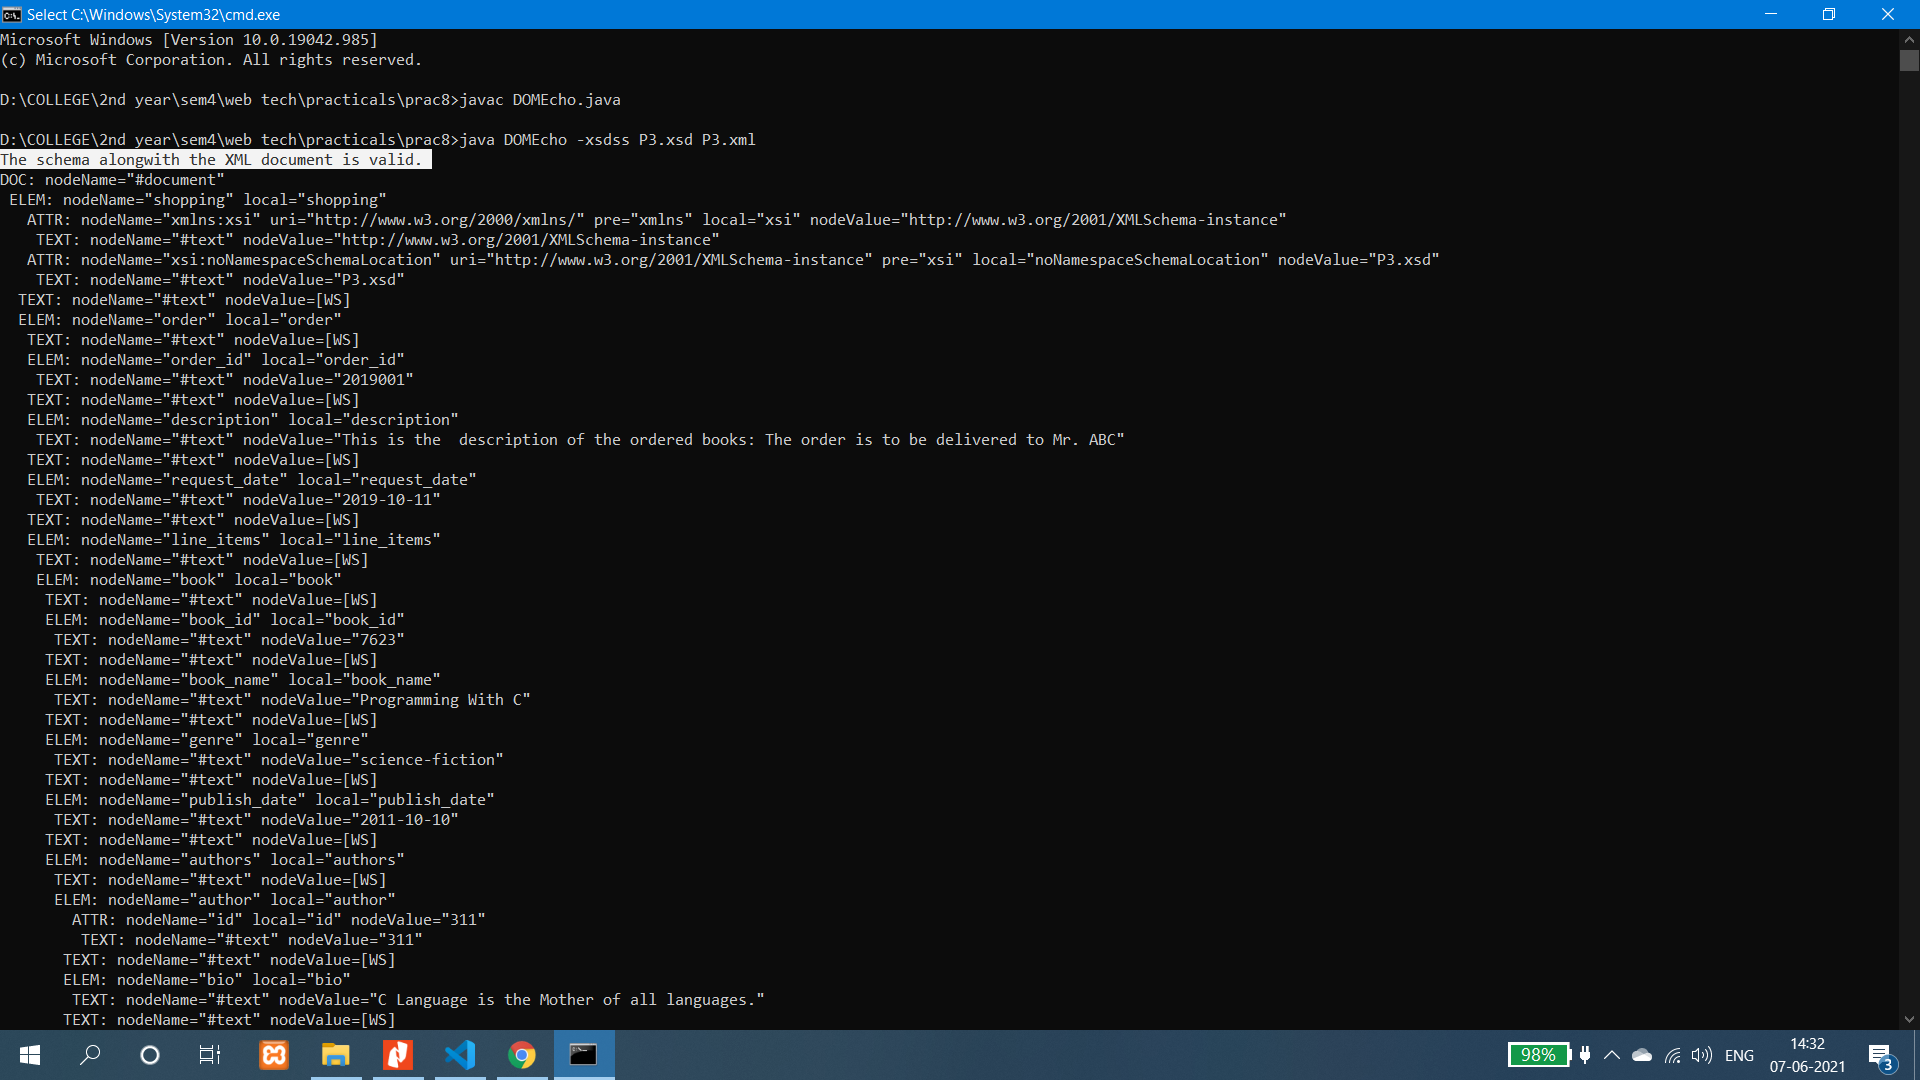 Select C:\Windows\System32\cmd.exe
Microsoft Windows [Version 10.0.19042.985]
(c) Microsoft Corporation. All rights reserved.
D:\COLLEGE\2nd year\sem4\web tech\practicals\prac8>javac DOMEcho.java
D:\COLLEGE\2nd year\sem4\web tech\practicals\prac8>java DOMEcho -xsdss P3.xsd P3.xml
The schema alongwith the XML document is valid.
DOC: nodeName="#document"
ELEM: nodeName="shopping" local="shopping"
ATTR: nodeName="xmlns:xsi" uri="http://www.w3.org/2000/xmlns/" pre="xmlns" local="xsi" nodeValue="http://www.w3.org/2001/XMLSchema-instance"
TEXT: nodeName="#text" nodeValue="http://www.w3.org/2001/XMLSchema-instance"
ATTR: nodeName="xsi:noNamespaceSchemaLocation" uri="http://www.w3.org/2001/XMLSchema-instance" pre="xsi" local="noNamespaceSchemaLocation" nodeValue="P3.xsd"
TEXT: nodeName="#text" nodeValue="P3.xsd"
TEXT: nodeName="#text" nodeValue=[WS]
ELEM: nodeName="order" local="order"
TEXT: nodeName="#text" nodeValue=[WS]
ELEM: nodeName="order_id" local="order_id"
TEXT: nodeName="#text" nodeValue="2019001"
TEXT: nodeName="#text" nodeValue=[WS]
ELEM: nodeName="description" local="description"
TEXT: nodeName="#text" nodeValue="This is the  description of the ordered books: The order is to be delivered to Mr. ABC"
TEXT: nodeName="#text" nodeValue=[WS]
ELEM: nodeName="request_date" local="request_date"
TEXT: nodeName="#text" nodeValue="2019-10-11"
TEXT: nodeName="#text" nodeValue=[WS]
ELEM: nodeName="line_items" local="line_items"
TEXT: nodeName="#text" nodeValue=[WS]
ELEM: nodeName="book" local="book"
TEXT: nodeName="#text" nodeValue=[WS]
ELEM: nodeName="book_id" local="book_id"
TEXT: nodeName="#text" nodeValue="7623"
TEXT: nodeName="#text" nodeValue=[WS]
ELEM: nodeName="book_name" local="book_name"
TEXT: nodeName="#text" nodeValue="Programming With C"
TEXT: nodeName="#text" nodeValue=[WS]
ELEM: nodeName="genre" local="genre"
TEXT: nodeName="#text" nodeValue="science-fiction"
TEXT: nodeName="#text" nodeValue=[WS]
ELEM: nodeName="publish_date" local="publish_date"
TEXT: nodeName="#text" nodeValue="2011-10-10"
TEXT: nodeName="#text" nodeValue=[WS]
ELEM: nodeName="authors" local="authors"
TEXT: nodeName="#text" nodeValue=[WS]
ELEM: nodeName="author" local="author"
ATTR: nodeName="id" local="id" nodeValue="311"
TEXT: nodeName="#text" nodeValue="311"
TEXT: nodeName="#text" nodeValue=[WS]
ELEM: nodeName="bio" local="bio"
TEXT: nodeName="#text" nodeValue="C Language is the Mother of all languages."
TEXT: nodeName="#text" nodeValue=[WS]
98%
ENG
14:32
07-06-2021
3